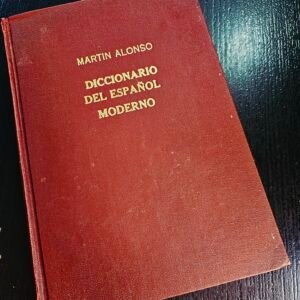 MARTIN ALONSO
DICCIONARIO
DEL ESPAÑOL
MODERNO